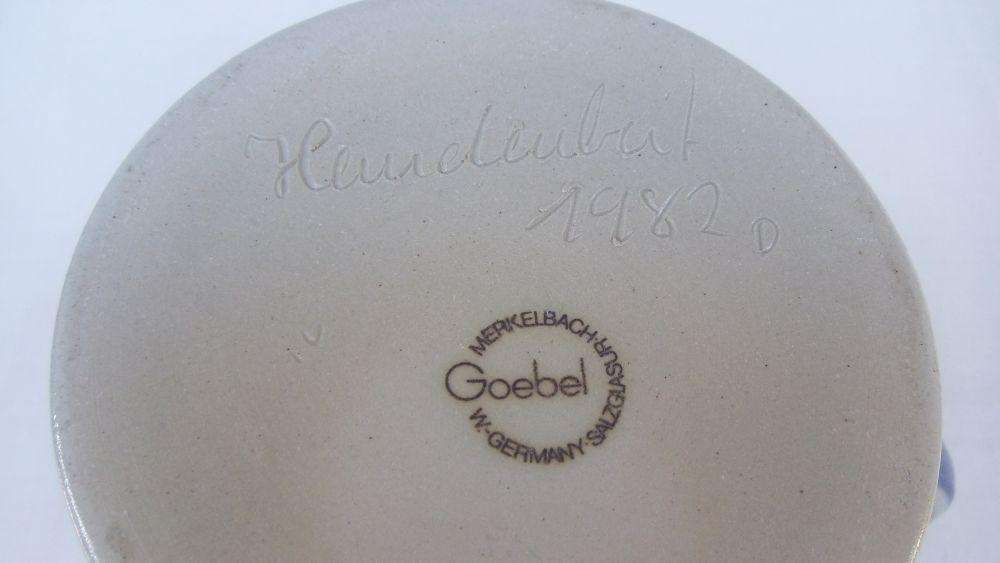 Handarbeit
1982 D
MERKELBACH·
Goebel
W.-GERMANY·SALZGLASUR